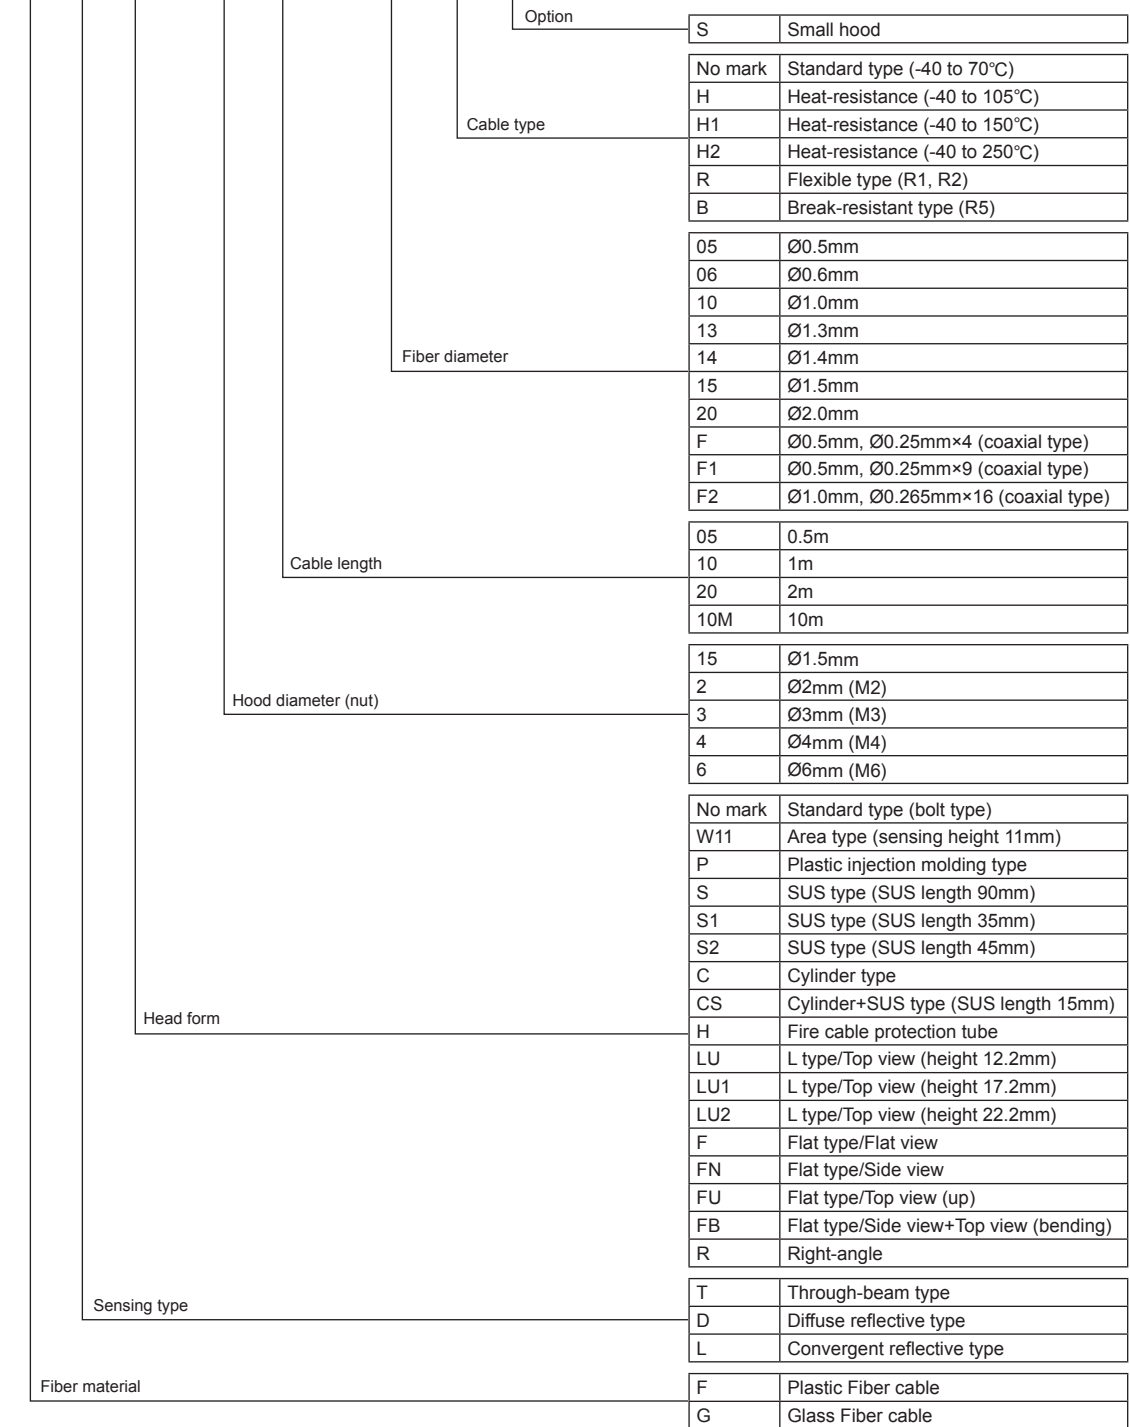 Option
S Small hood
No mark Standard type (-40 to 70℃)
H Heat-resistance (-40 to 105℃)
Cable type
H1 Heat-resistance (-40 to 150℃)
H2 Heat-resistance (-40 to 250℃)
R Flexible type (R1, R2)
B Break-resistant type (R5)
05 Ø0.5mm
06 Ø0.6mm
10 Ø1.0mm
13 Ø1.3mm
Fiber diameter
14 Ø1.4mm
15 Ø1.5mm
20 Ø2.0mm
F Ø0.5mm, Ø0.25mm×4 (coaxial type)
F1 Ø0.5mm, Ø0.25mm×9 (coaxial type)
F2 Ø1.0mm, Ø0.265mm×16 (coaxial type)
05 0.5m
Cable length
10 1m
20 2m
10M 10m
15 Ø1.5mm
2 Ø2mm (M2)
Hood diameter (nut)
3 Ø3mm (M3)
4 Ø4mm (M4)
6 Ø6mm (M6)
No mark Standard type (bolt type)
W11 Area type (sensing height 11mm)
P Plastic injection molding type
S SUS type (SUS length 90mm)
S1 SUS type (SUS length 35mm)
S2 SUS type (SUS length 45mm)
C Cylinder type
CS Cylinder+SUS type (SUS length 15mm)
Head form
H Fire cable protection tube
LU L type/Top view (height 12.2mm)
LU1 L type/Top view (height 17.2mm)
LU2 L type/Top view (height 22.2mm)
F Flat type/Flat view
FN Flat type/Side view
FU Flat type/Top view (up)
FB Flat type/Side view+Top view (bending)
R Right-angle
T Through-beam type
Sensing type
D Diffuse reflective type
L Convergent reflective type
Fiber material
F Plastic Fiber cable
G Glass Fiber cable